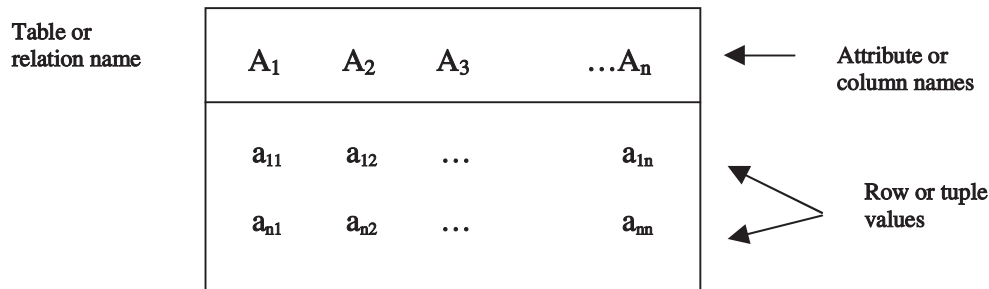 Table or
relation name
A₁ A₂ A₃ …Aₙ
Attribute or
column names
a₁₁ a₁₂ … a₁ₙ
aₙ₁ aₙ₂ … aₙₙ
Row or tuple
values